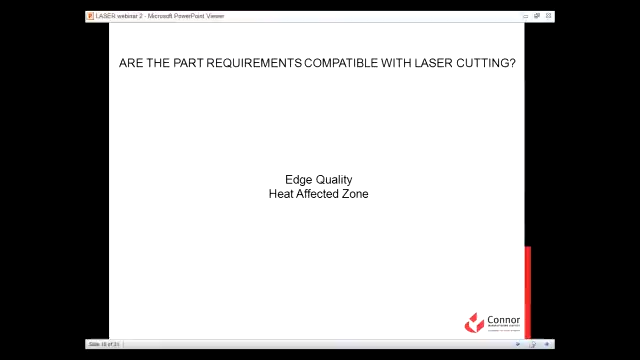 LASER webinar 2 - Microsoft PowerPoint Viewer
ARE THE PART REQUIREMENTS COMPATIBLE WITH LASER CUTTING?
Edge Quality
Heat Affected Zone
Connor